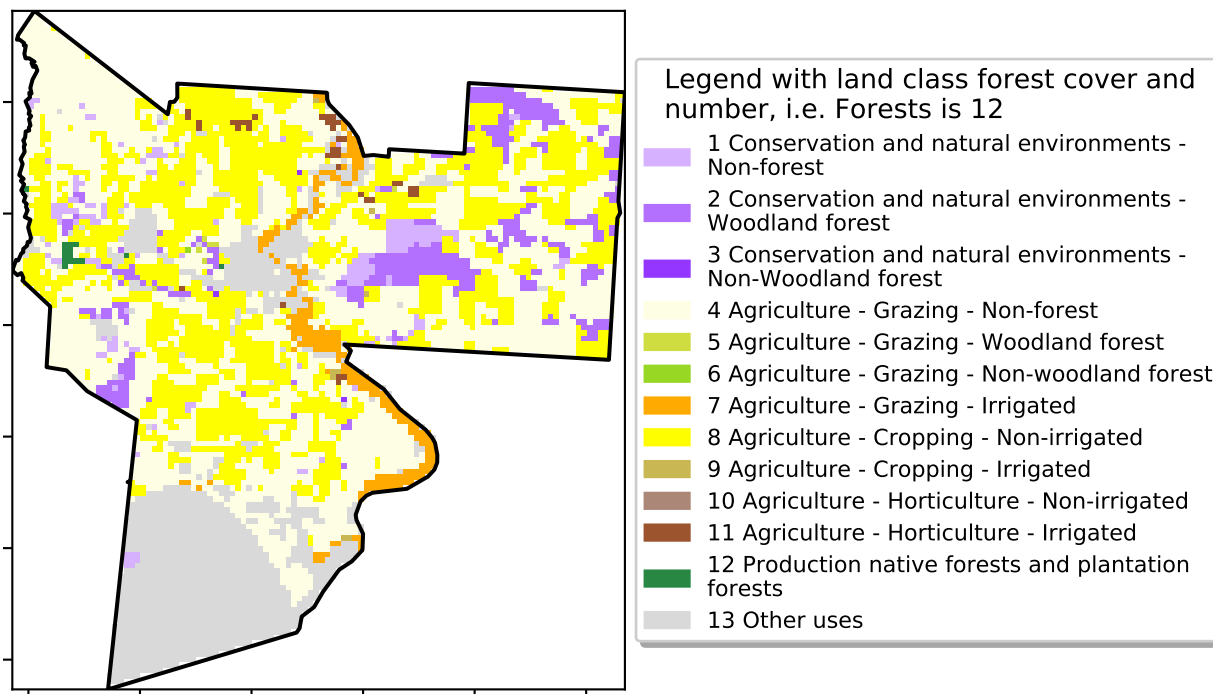 Legend with land class forest cover and
number, i.e. Forests is 12
1 Conservation and natural environments -
Non-forest
2 Conservation and natural environments -
Woodland forest
3 Conservation and natural environments -
Non-Woodland forest
4 Agriculture - Grazing - Non-forest
5 Agriculture - Grazing - Woodland forest
6 Agriculture - Grazing - Non-woodland forest
7 Agriculture - Grazing - Irrigated
8 Agriculture - Cropping - Non-irrigated
9 Agriculture - Cropping - Irrigated
10 Agriculture - Horticulture - Non-irrigated
11 Agriculture - Horticulture - Irrigated
12 Production native forests and plantation
forests
13 Other uses